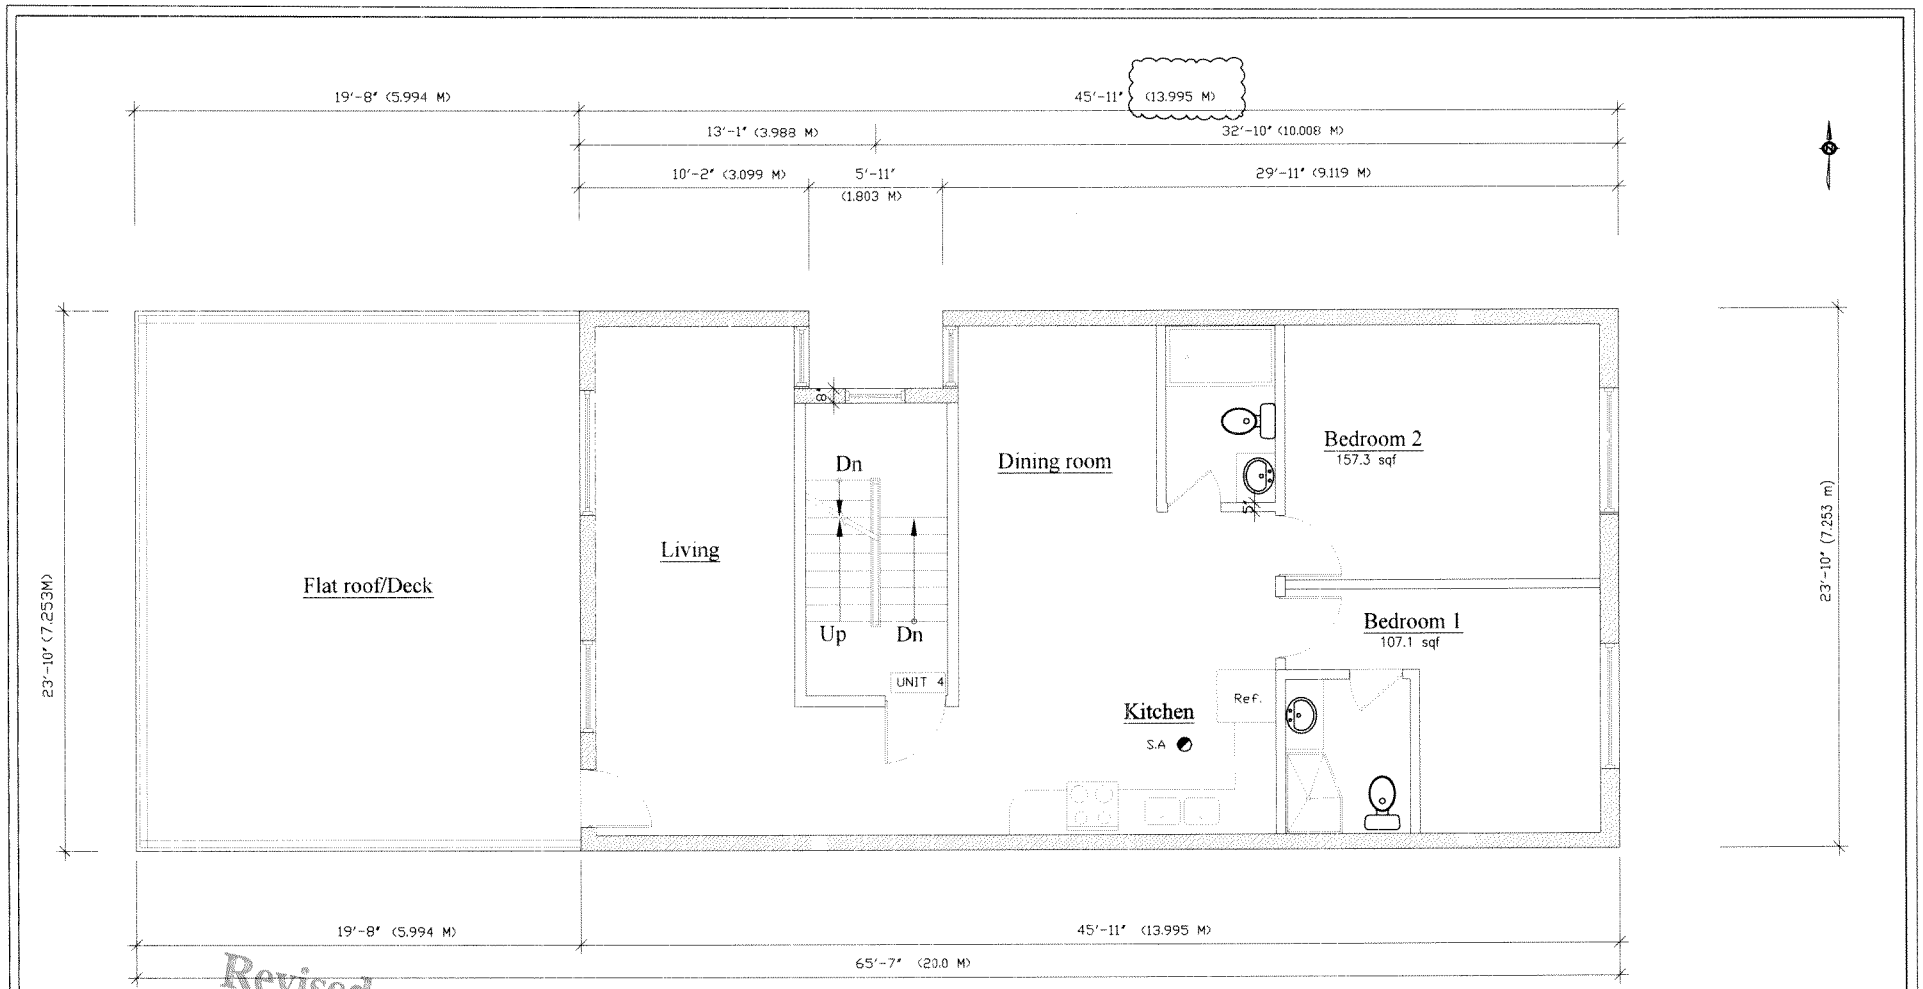 19'-8" (5.994 M)
45'-11" (13.995 M)
13'-1" (3.988 M)
32'-10" (10.008 M)
10'-2" (3.099 M)
5'-11"
(1.803 M)
29'-11" (9.119 M)
N
8"
Dn
Dining room
Bedroom 2
157.3 sqf
5"
23'-10" (7.253 m)
Living
Flat roof/Deck
23'-10" (7.253M)
Up
Dn
Bedroom 1
107.1 sqf
UNIT 4
Ref.
Kitchen
S.A
19'-8" (5.994 M)
45'-11" (13.995 M)
65'-7" (20.0 M)
Revised